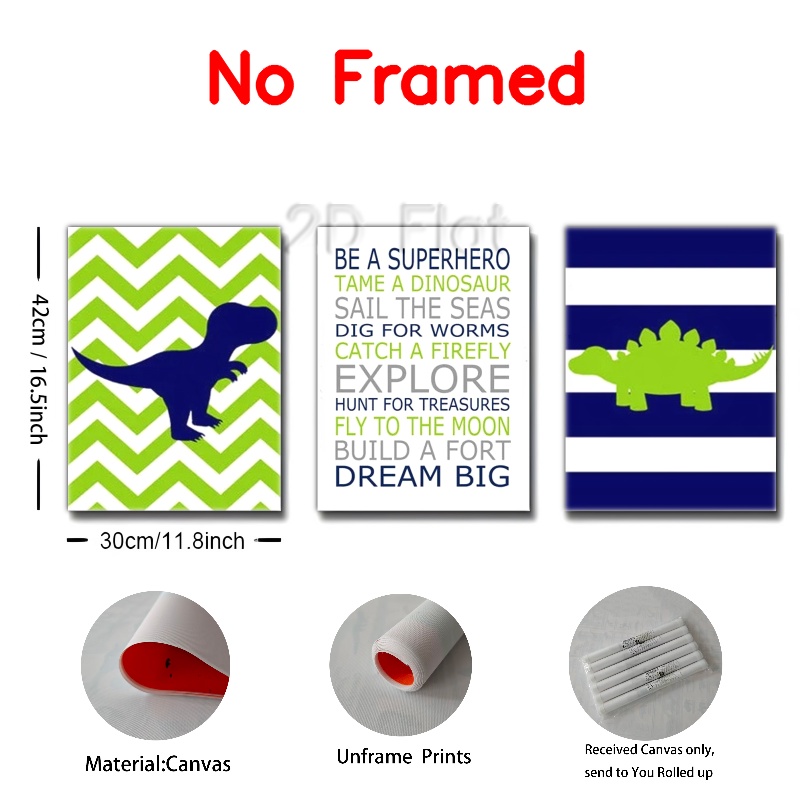 No Framed
2D Flat
BE A SUPERHERO
TAME A DINOSAUR
SAIL THE SEAS
DIG FOR WORMS
CATCH A FIREFLY
EXPLORE
HUNT FOR TREASURES
FLY TO THE MOON
BUILD A FORT
DREAM BIG
42cm / 16.5inch
30cm/11.8inch
Material:Canvas
Unframe Prints
Received Canvas only,
send to You Rolled up